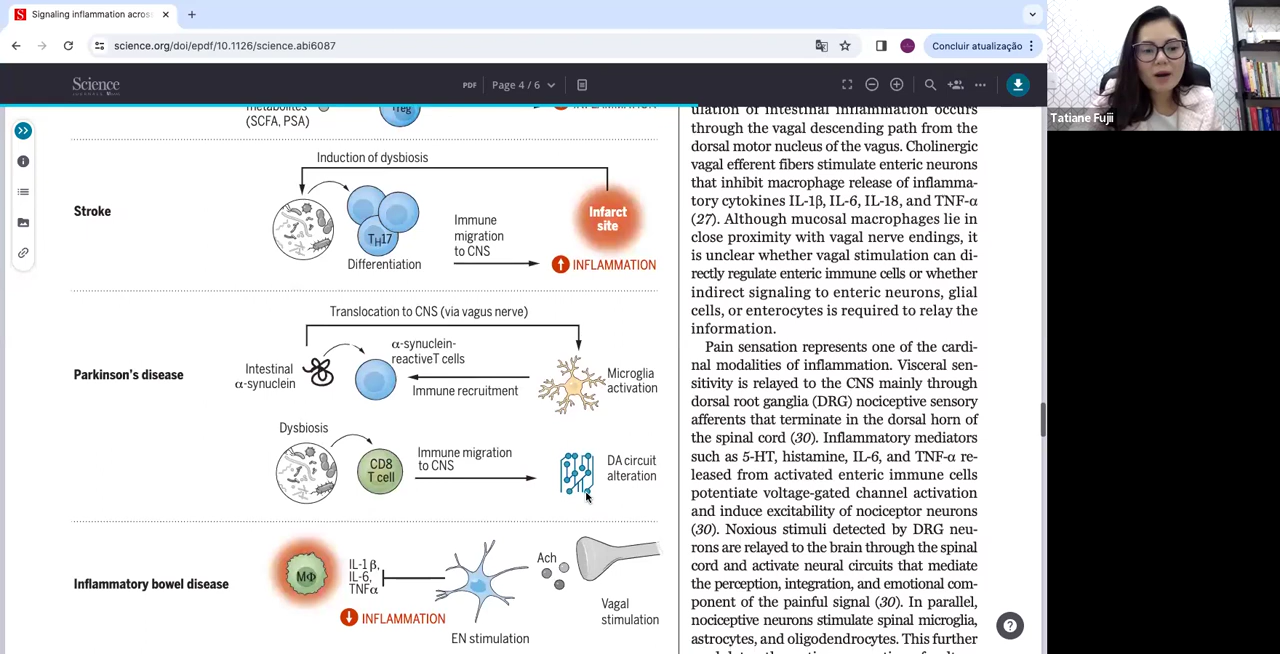 Signaling inflammation across
science.org/doi/epdf/10.1126/science.abi6087
Concluir atualização
Tatiane Fujii
Science
PDF
Page 4 / 6
metabolites
(SCFA, PSA)
Treg
INFLAMMATION
Induction of dysbiosis
Stroke
TH17
Differentiation
Immune
migration
to CNS
Infarct
site
INFLAMMATION
Translocation to CNS (via vagus nerve)
Parkinson's disease
Intestinal
α-synuclein
α-synuclein-
reactiveT cells
Immune recruitment
Microglia
activation
Dysbiosis
CD8
T cell
Immune migration
to CNS
DA circuit
alteration
Inflammatory bowel disease
MΦ
IL-1β,
IL-6,
TNFα
INFLAMMATION
EN stimulation
Ach
Vagal
stimulation
ulation of intestinal inflammation occurs
through the vagal descending path from the
dorsal motor nucleus of the vagus. Cholinergic
vagal efferent fibers stimulate enteric neurons
that inhibit macrophage release of inflamma-
tory cytokines IL-1β, IL-6, IL-18, and TNF-α
(27). Although mucosal macrophages lie in
close proximity with vagal nerve endings, it
is unclear whether vagal stimulation can di-
rectly regulate enteric immune cells or whether
indirect signaling to enteric neurons, glial
cells, or enterocytes is required to relay the
information.
Pain sensation represents one of the cardi-
nal modalities of inflammation. Visceral sen-
sitivity is relayed to the CNS mainly through
dorsal root ganglia (DRG) nociceptive sensory
afferents that terminate in the dorsal horn of
the spinal cord (30). Inflammatory mediators
such as 5-HT, histamine, IL-6, and TNF-α re-
leased from activated enteric immune cells
potentiate voltage-gated channel activation
and induce excitability of nociceptor neurons
(30). Noxious stimuli detected by DRG neu-
rons are relayed to the brain through the spinal
cord and activate neural circuits that mediate
the perception, integration, and emotional com-
ponent of the painful signal (30). In parallel,
nociceptive neurons stimulate spinal microglia,
astrocytes, and oligodendrocytes. This further